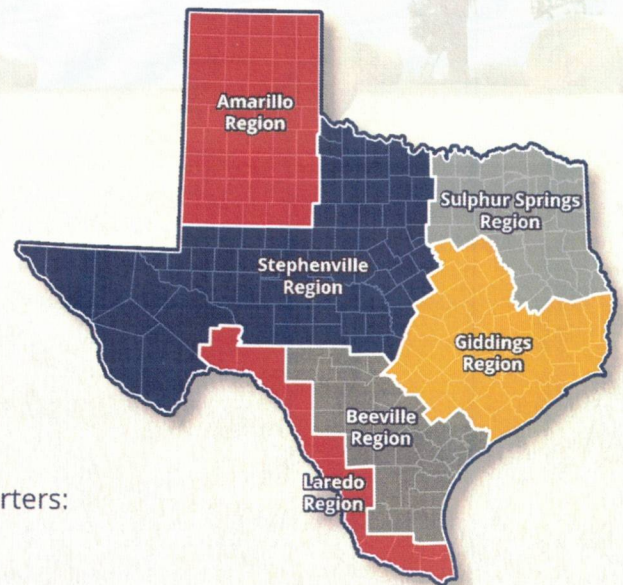 Amarillo
Region
Sulphur Springs
Region
Stephenville
Region
Giddings
Region
Beeville
Region
Laredo
Region
rters: